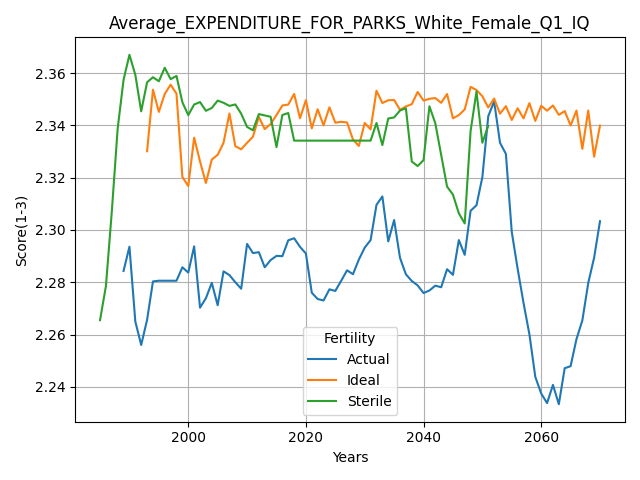 Average_EXPENDITURE_FOR_PARKS_White_Female_Q1_IQ
Score(1-3)
2.36
2.34
2.32
2.30
2.28
2.26
2.24
Fertility
Actual
Ideal
Sterile
2000
2020
2040
2060
Years